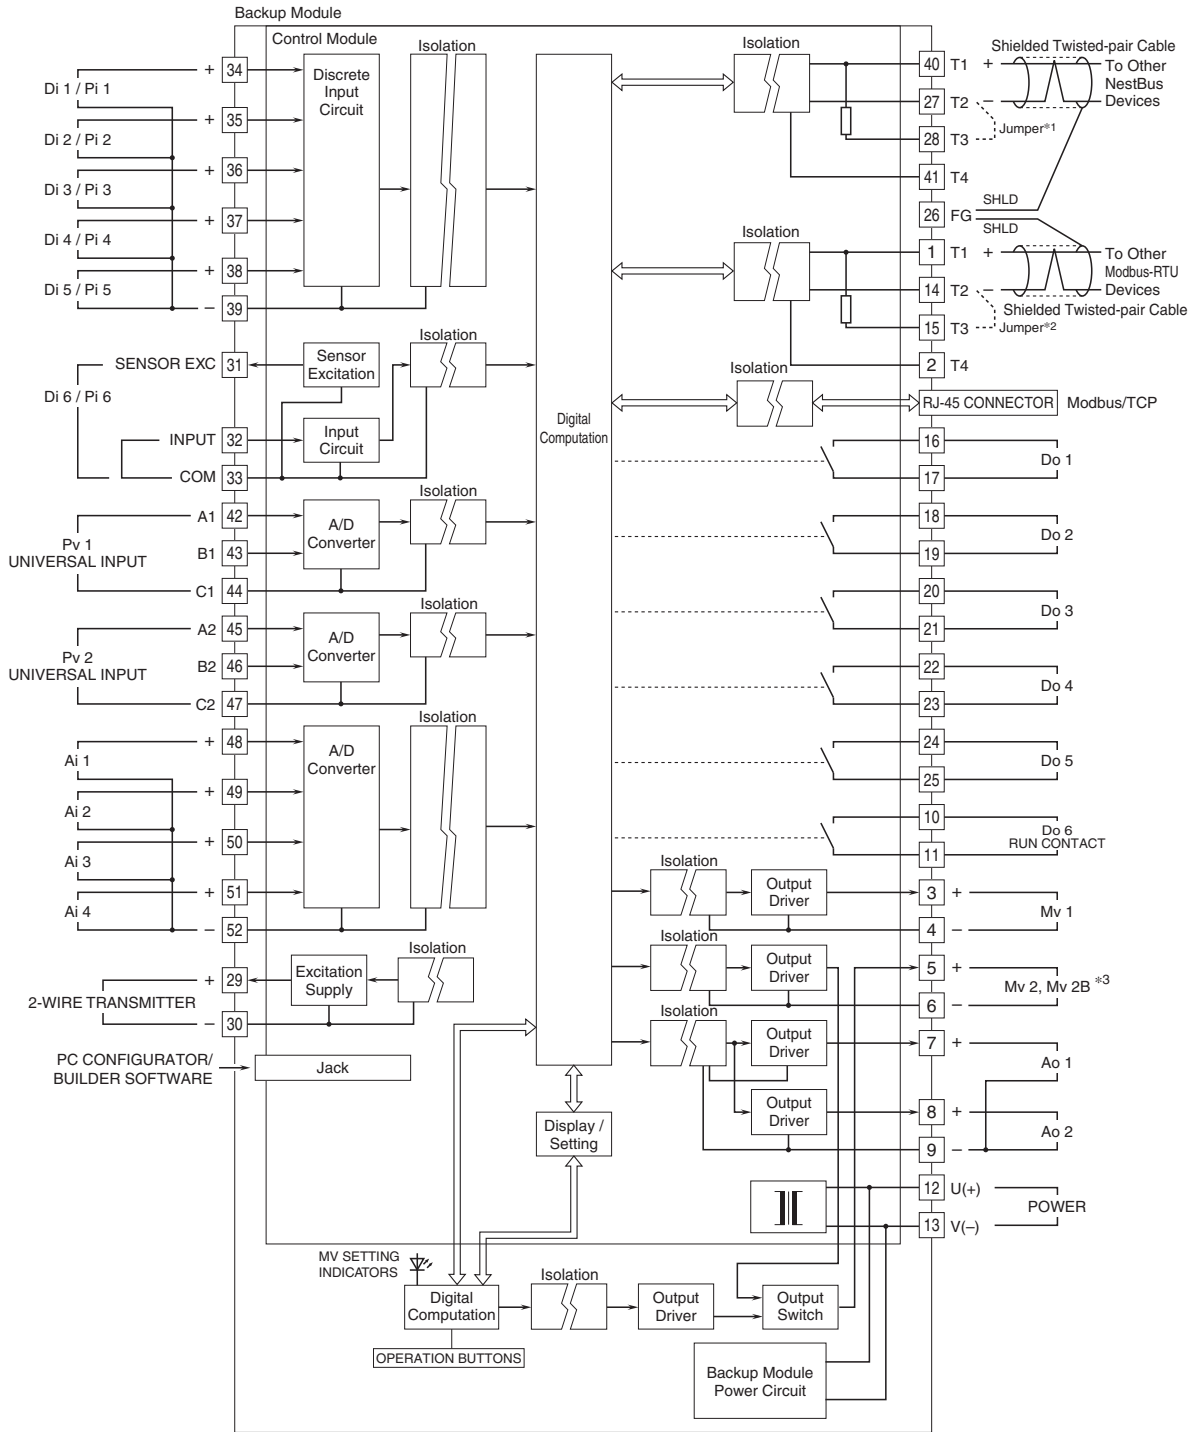 Backup Module
Control Module
Di 1 / Pi 1
+ 34
Di 2 / Pi 2
+ 35
Di 3 / Pi 3
+ 36
Di 4 / Pi 4
+ 37
Di 5 / Pi 5
+ 38
− 39
Discrete
Input
Circuit
Isolation
SENSOR EXC 31
Di 6 / Pi 6
INPUT 32
COM 33
Sensor
Excitation
Input
Circuit
Isolation
Pv 1
UNIVERSAL INPUT
A1 42
B1 43
C1 44
A/D
Converter
Isolation
Pv 2
UNIVERSAL INPUT
A2 45
B2 46
C2 47
A/D
Converter
Isolation
Ai 1
+ 48
Ai 2
+ 49
Ai 3
+ 50
Ai 4
+ 51
− 52
A/D
Converter
Isolation
2-WIRE TRANSMITTER
+ 29
− 30
Excitation
Supply
Isolation
PC CONFIGURATOR/
BUILDER SOFTWARE
Jack
Digital
Computation
Display /
Setting
Isolation
40 T1 +
27 T2 −
28 T3
41 T4
26 FG
Shielded Twisted-pair Cable
To Other
NestBus
Devices
Jumper*1
SHLD
SHLD
Isolation
1 T1 +
14 T2 −
15 T3
2 T4
To Other
Modbus-RTU
Devices
Shielded Twisted-pair Cable
Jumper*2
Isolation
RJ-45 CONNECTOR Modbus/TCP
16
17
Do 1
18
19
Do 2
20
21
Do 3
22
23
Do 4
24
25
Do 5
10
11
Do 6
RUN CONTACT
Isolation
Output
Driver
3 +
4 −
Mv 1
Isolation
Output
Driver
5 +
6 −
Mv 2, Mv 2B *3
Isolation
Output
Driver
7 +
Ao 1
Output
Driver
8 +
9 −
Ao 2
12 U(+)
13 V(−)
POWER
MV SETTING
INDICATORS
Digital
Computation
OPERATION BUTTONS
Isolation
Output
Driver
Output
Switch
Backup Module
Power Circuit